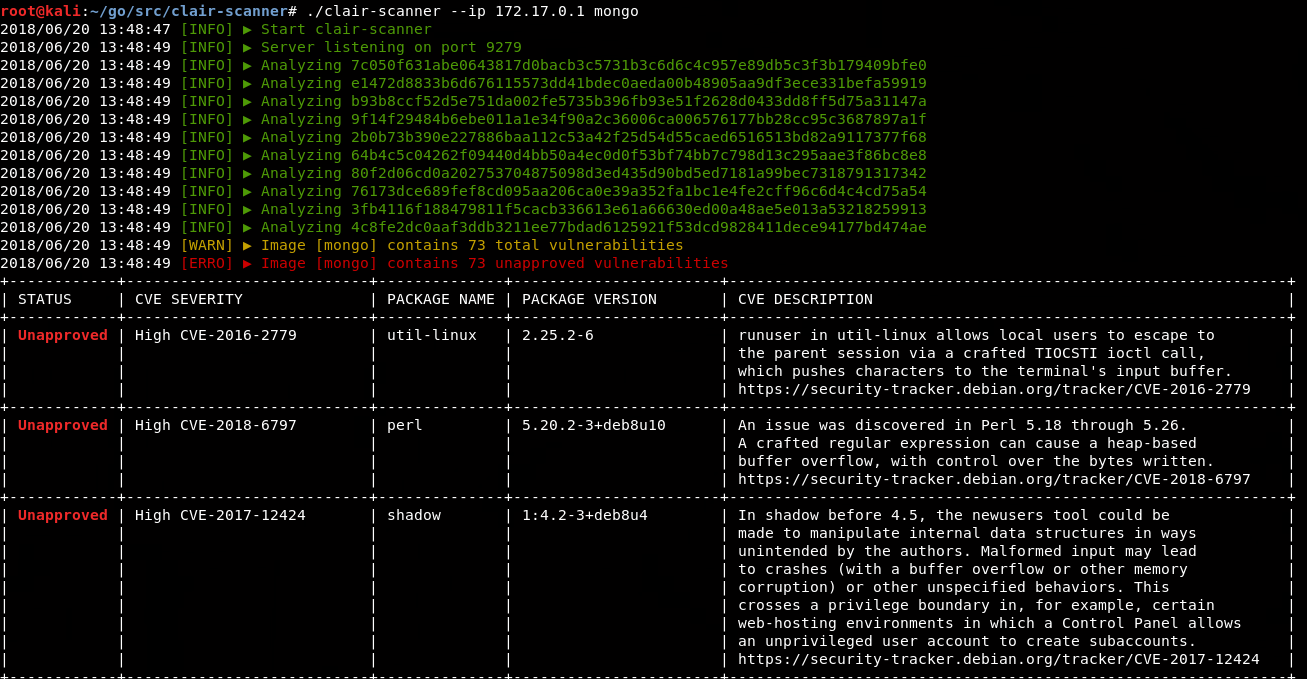 root@kali:~/go/src/clair-scanner# ./clair-scanner --ip 172.17.0.1 mongo
2018/06/20 13:48:47 [INFO] ▶ Start clair-scanner
2018/06/20 13:48:49 [INFO] ▶ Server listening on port 9279
2018/06/20 13:48:49 [INFO] ▶ Analyzing 7c050f631abe0643817d0bacb3c5731b3c6d6c4c957e89db5c3f3b179409bfe0
2018/06/20 13:48:49 [INFO] ▶ Analyzing e1472d8833b6d676115573dd41bdec0aeda00b48905aa9df3ece331befa59919
2018/06/20 13:48:49 [INFO] ▶ Analyzing b93b8ccf52d5e751da002fe5735b396fb93e51f2628d0433dd8ff5d75a31147a
2018/06/20 13:48:49 [INFO] ▶ Analyzing 9f14f29484b6ebe011a1e34f90a2c36006ca006576177bb28cc95c3687897a1f
2018/06/20 13:48:49 [INFO] ▶ Analyzing 2b0b73b390e227886baa112c53a42f25d54d55caed6516513bd82a9117377f68
2018/06/20 13:48:49 [INFO] ▶ Analyzing 64b4c5c04262f09440d4bb50a4ec0d0f53bf74bb7c798d13c295aae3f86bc8e8
2018/06/20 13:48:49 [INFO] ▶ Analyzing 80f2d06cd0a202753704875098d3ed435d90bd5ed7181a99bec7318791317342
2018/06/20 13:48:49 [INFO] ▶ Analyzing 76173dce689fef8cd095aa206ca0e39a352fa1bc1e4fe2cff96c6d4c4cd75a54
2018/06/20 13:48:49 [INFO] ▶ Analyzing 3fb4116f188479811f5cacb336613e61a66630ed00a48ae5e013a53218259913
2018/06/20 13:48:49 [INFO] ▶ Analyzing 4c8fe2dc0aaf3ddb3211ee77bdad6125921f53dcd9828411dece94177bd474ae
2018/06/20 13:48:49 [WARN] ▶ Image [mongo] contains 73 total vulnerabilities
2018/06/20 13:48:49 [ERRO] ▶ Image [mongo] contains 73 unapproved vulnerabilities
| STATUS | CVE SEVERITY | PACKAGE NAME | PACKAGE VERSION | CVE DESCRIPTION |
| Unapproved | High CVE-2016-2779 | util-linux | 2.25.2-6 | runuser in util-linux allows local users to escape to |
| | | | | the parent session via a crafted TIOCSTI ioctl call, |
| | | | | which pushes characters to the terminal's input buffer. |
| | | | | https://security-tracker.debian.org/tracker/CVE-2016-2779 |
| Unapproved | High CVE-2018-6797 | perl | 5.20.2-3+deb8u10 | An issue was discovered in Perl 5.18 through 5.26. |
| | | | | A crafted regular expression can cause a heap-based |
| | | | | buffer overflow, with control over the bytes written. |
| | | | | https://security-tracker.debian.org/tracker/CVE-2018-6797 |
| Unapproved | High CVE-2017-12424 | shadow | 1:4.2-3+deb8u4 | In shadow before 4.5, the newusers tool could be |
| | | | | made to manipulate internal data structures in ways |
| | | | | unintended by the authors. Malformed input may lead |
| | | | | to crashes (with a buffer overflow or other memory |
| | | | | corruption) or other unspecified behaviors. This |
| | | | | crosses a privilege boundary in, for example, certain |
| | | | | web-hosting environments in which a Control Panel allows |
| | | | | an unprivileged user account to create subaccounts. |
| | | | | https://security-tracker.debian.org/tracker/CVE-2017-12424 |